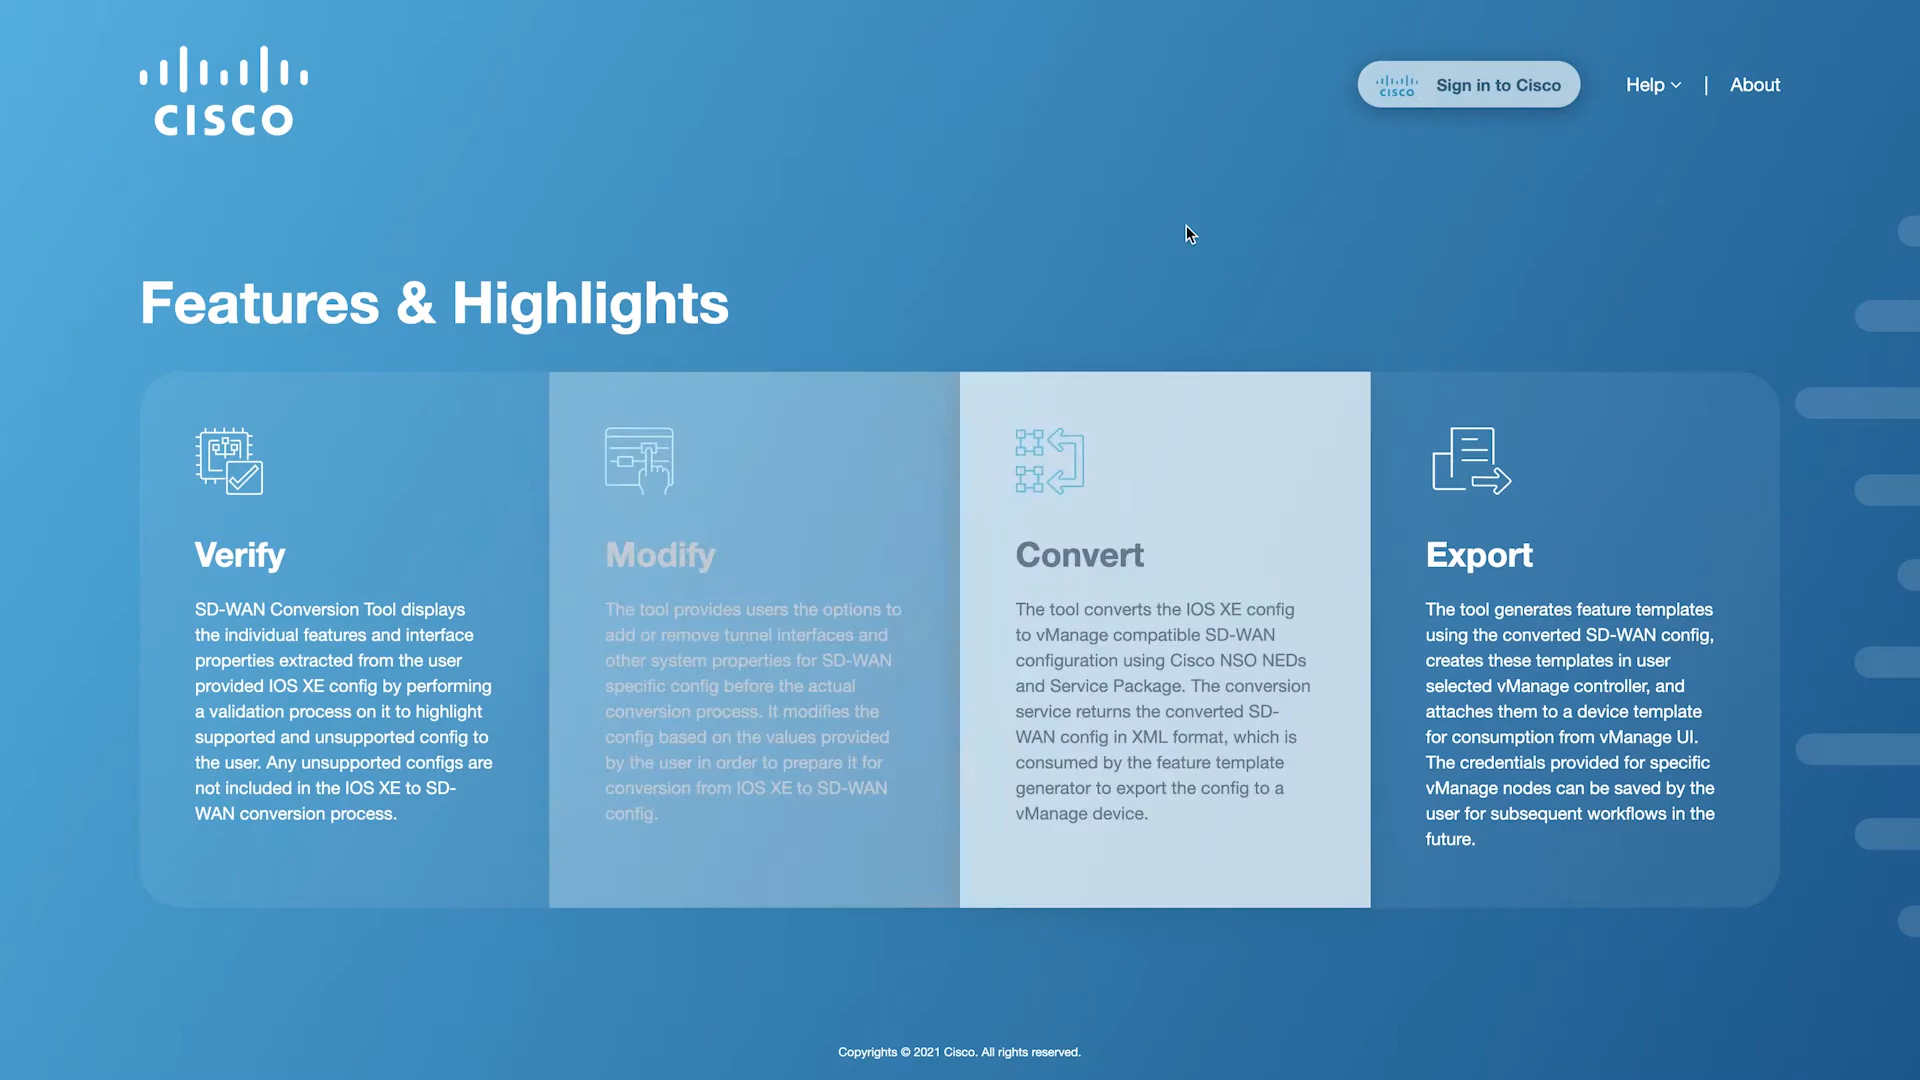 CISCO
CISCO Sign in to Cisco
Help | About
Features & Highlights
Verify
SD-WAN Conversion Tool displays
the individual features and interface
properties extracted from the user
provided IOS XE config by performing
a validation process on it to highlight
supported and unsupported config to
the user. Any unsupported configs are
not included in the IOS XE to SD-
WAN conversion process.
Modify
The tool provides users the options to
add or remove tunnel interfaces and
other system properties for SD-WAN
specific config before the actual
conversion process. It modifies the
config based on the values provided
by the user in order to prepare it for
conversion from IOS XE to SD-WAN
config.
Convert
The tool converts the IOS XE config
to vManage compatible SD-WAN
configuration using Cisco NSO NEDs
and Service Package. The conversion
service returns the converted SD-
WAN config in XML format, which is
consumed by the feature template
generator to export the config to a
vManage device.
Export
The tool generates feature templates
using the converted SD-WAN config,
creates these templates in user
selected vManage controller, and
attaches them to a device template
for consumption from vManage UI.
The credentials provided for specific
vManage nodes can be saved by the
user for subsequent workflows in the
future.
Copyrights © 2021 Cisco. All rights reserved.